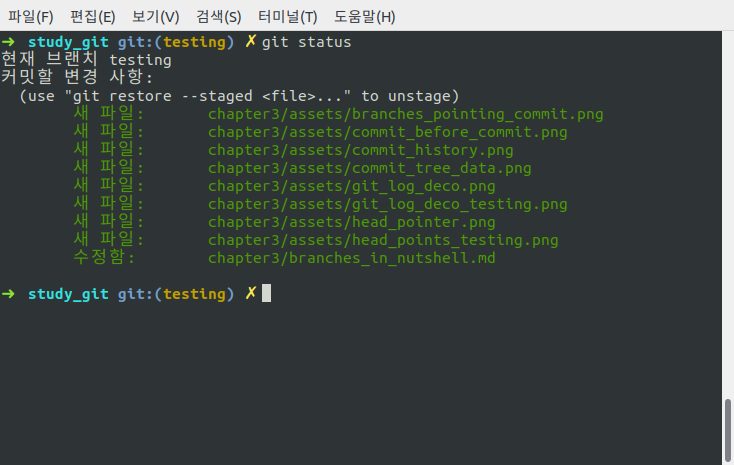 파일(F) 편집(E) 보기(V) 검색(S) 터미널(T) 도움말(H)
➜ study_git git:(testing) ✗ git status
현재 브랜치 testing
커밋할 변경 사항:
(use "git restore --staged <file>..." to unstage)
새 파일: chapter3/assets/branches_pointing_commit.png
새 파일: chapter3/assets/commit_before_commit.png
새 파일: chapter3/assets/commit_history.png
새 파일: chapter3/assets/commit_tree_data.png
새 파일: chapter3/assets/git_log_deco.png
새 파일: chapter3/assets/git_log_deco_testing.png
새 파일: chapter3/assets/head_pointer.png
새 파일: chapter3/assets/head_points_testing.png
수정함: chapter3/branches_in_nutshell.md
➜ study_git git:(testing) ✗